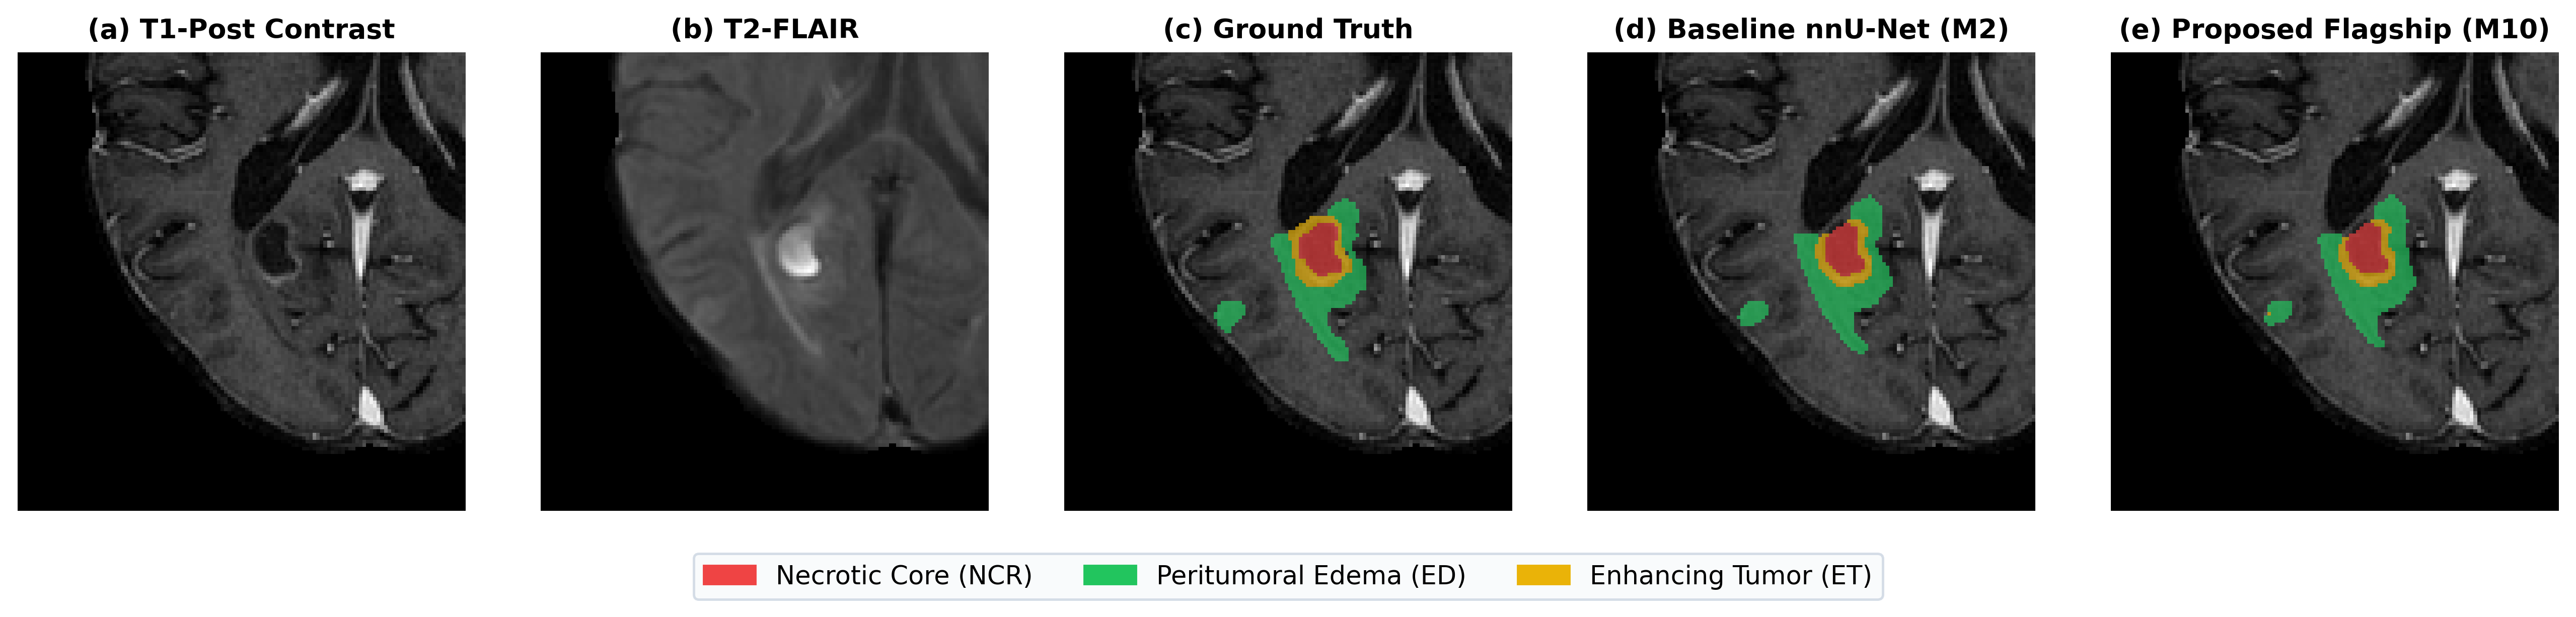 (a) T1-Post Contrast
(b) T2-FLAIR
(c) Ground Truth
(d) Baseline nnU-Net (M2)
(e) Proposed Flagship (M10)
Necrotic Core (NCR)
Peritumoral Edema (ED)
Enhancing Tumor (ET)